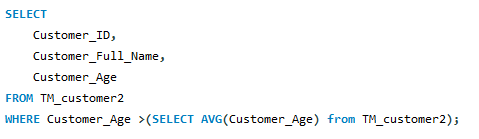 SELECT
    Customer_ID,
    Customer_Full_Name,
    Customer_Age
FROM TM_customer2
WHERE Customer_Age >(SELECT AVG(Customer_Age) from TM_customer2);